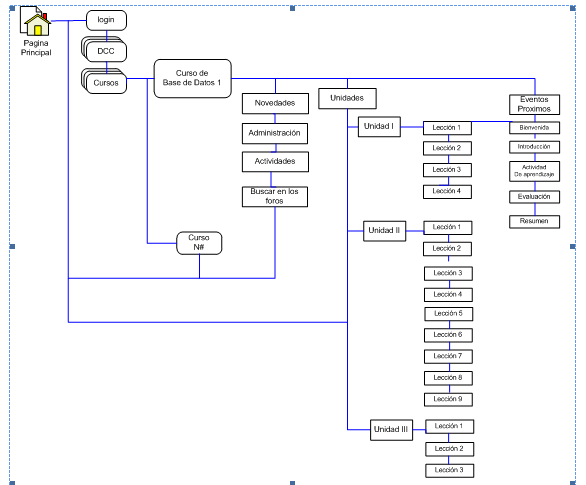 Pagina
Principal
login
DCC
Cursos
Curso de
Base de Datos 1
Curso
N#
Novedades
Administración
Actividades
Buscar en los
foros
Unidades
Unidad I
Lección 1
Lección 2
Lección 3
Lección 4
Unidad II
Lección 1
Lección 2
Lección 3
Lección 4
Lección 5
Lección 6
Lección 7
Lección 8
Lección 9
Unidad III
Lección 1
Lección 2
Lección 3
Eventos
Proximos
Bienvenida
Introducción
Actividad
De aprendizaje
Evaluación
Resumen